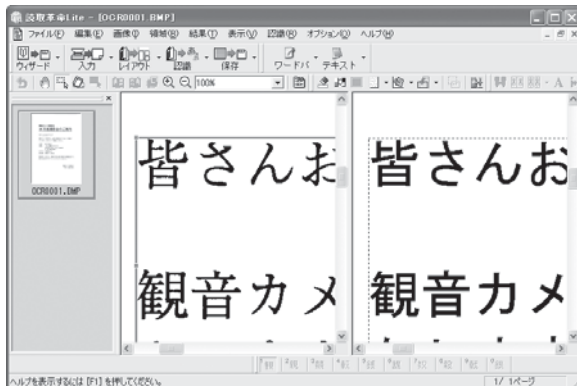 読取革命Lite - [OCR0001.BMP]
ファイル(F) 編集(E) 画像(I) 領域(B) 結果(T) 表示(V) 認識(R) オプション(O) ヘルプ(H)
ウィザード 入力 レイアウト 認識 保存 ワードパ テキスト
100%
OCR0001.BMP
皆さんお
観音カメ
皆さんお
観音カメ
ヘルプを表示するには [F1] を押してください。
1/ 1ページ